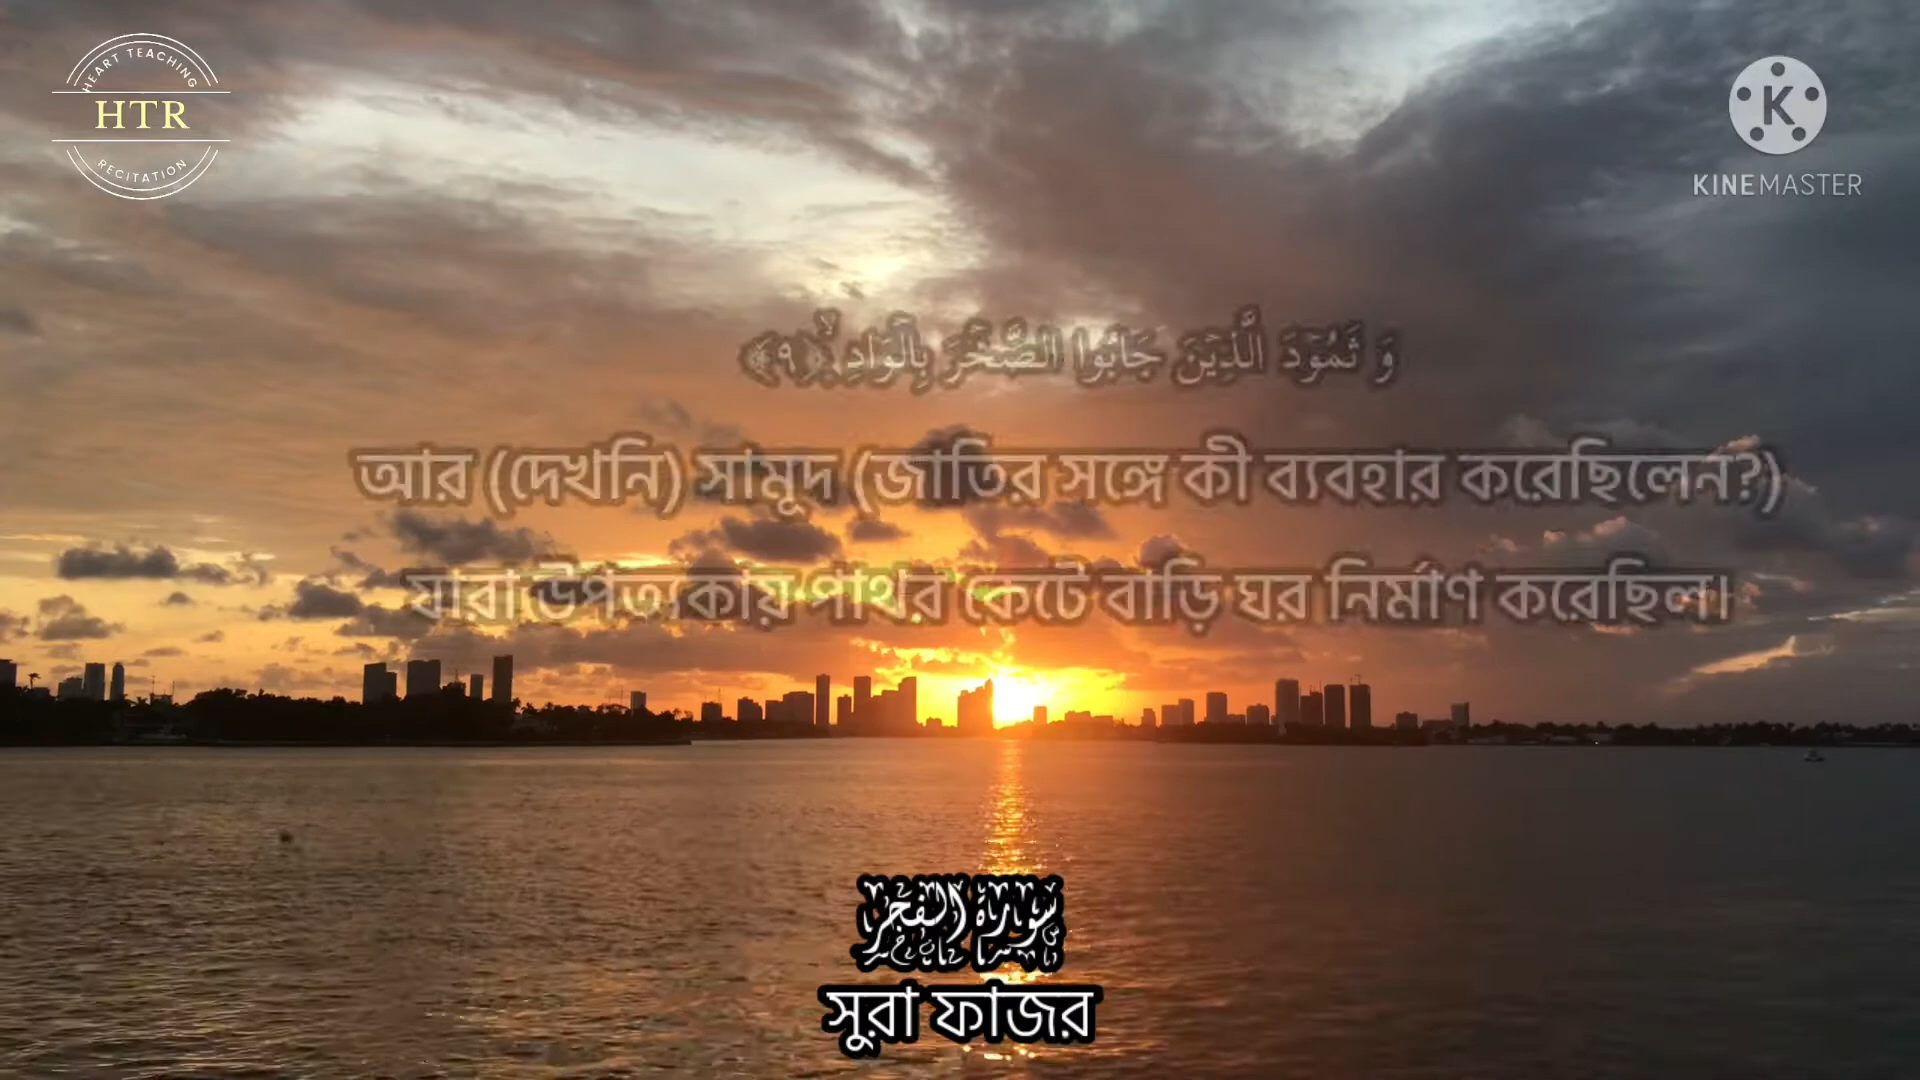 HEART TEACHING
HTR
RECITATION
K
KINEMASTER
وَ ثَمُوۡدَ الَّذِیۡنَ جَابُوا الصَّخۡرَ بِالۡوَادِ ۪ۙ﴿۹﴾
আর (দেখনি) সামূদ (জাতির সঙ্গে কী ব্যবহার করেছিলেন?)
যারা উপত্যকায় পাথর কেটে বাড়ি ঘর নির্মাণ করেছিল।
سورة الفجر
সুরা ফাজর